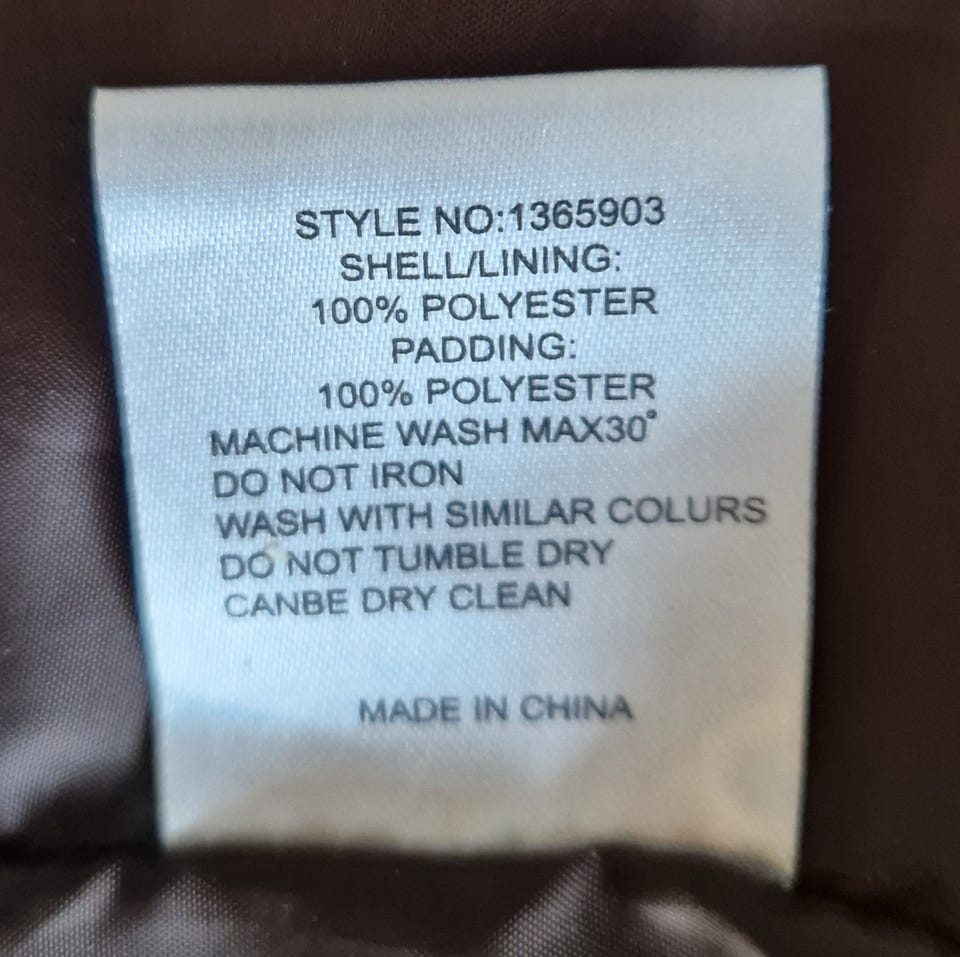 STYLE NO:1365903
SHELL/LINING:
100% POLYESTER
PADDING:
100% POLYESTER
MACHINE WASH MAX30°
DO NOT IRON
WASH WITH SIMILAR COLURS
DO NOT TUMBLE DRY
CANBE DRY CLEAN
MADE IN CHINA